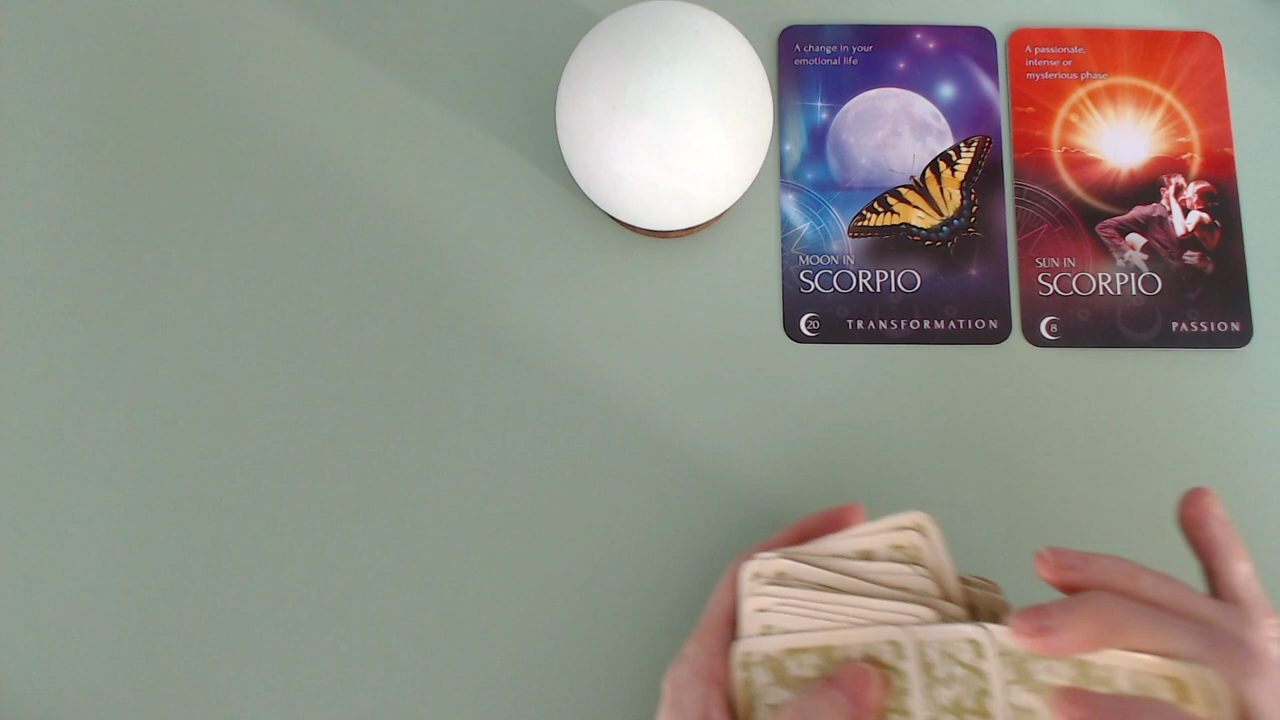 A change in your
emotional life
MOON IN
SCORPIO
20
TRANSFORMATION
A passionate,
intense or
mysterious phase
SUN IN
SCORPIO
8
PASSION